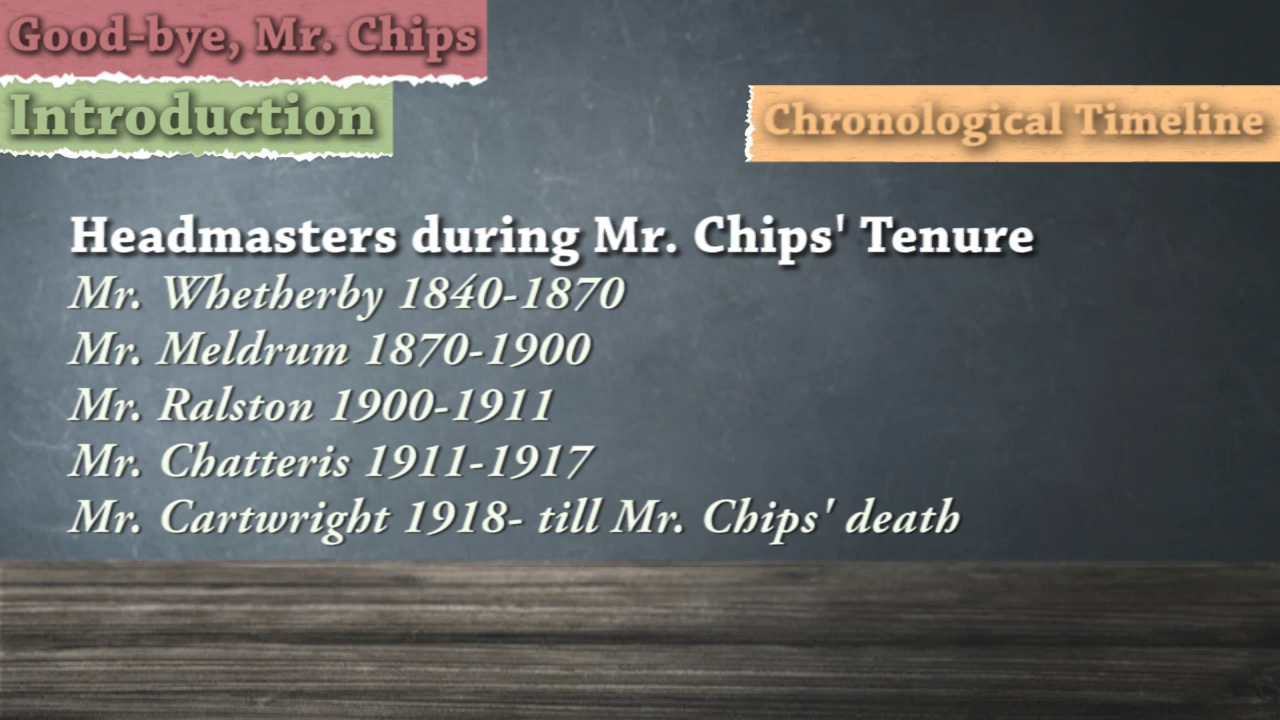 Good-bye, Mr. Chips
Introduction
Chronological Timeline
Headmasters during Mr. Chips' Tenure
Mr. Whetherby 1840-1870
Mr. Meldrum 1870-1900
Mr. Ralston 1900-1911
Mr. Chatteris 1911-1917
Mr. Cartwright 1918- till Mr. Chips' death